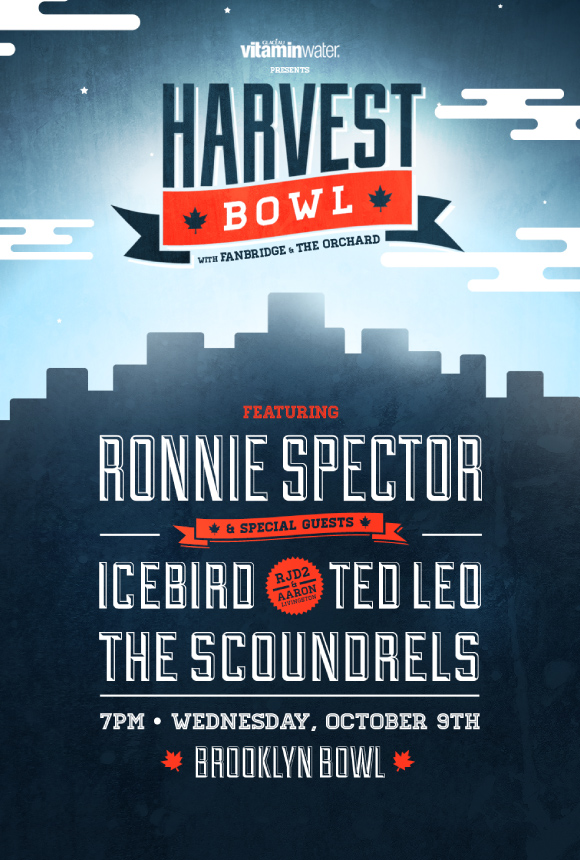 vitaminwater
PRESENTS
HARVEST
BOWL
WITH FANBRIDGE & THE ORCHARD
FEATURING
RONNIE SPECTOR
& SPECIAL GUESTS
ICEBIRD
RJD2
&
AARON
LIVINGSTON
TED LEO
THE SCOUNDRELS
7PM • WEDNESDAY, OCTOBER 9TH
BROOKLYN BOWL